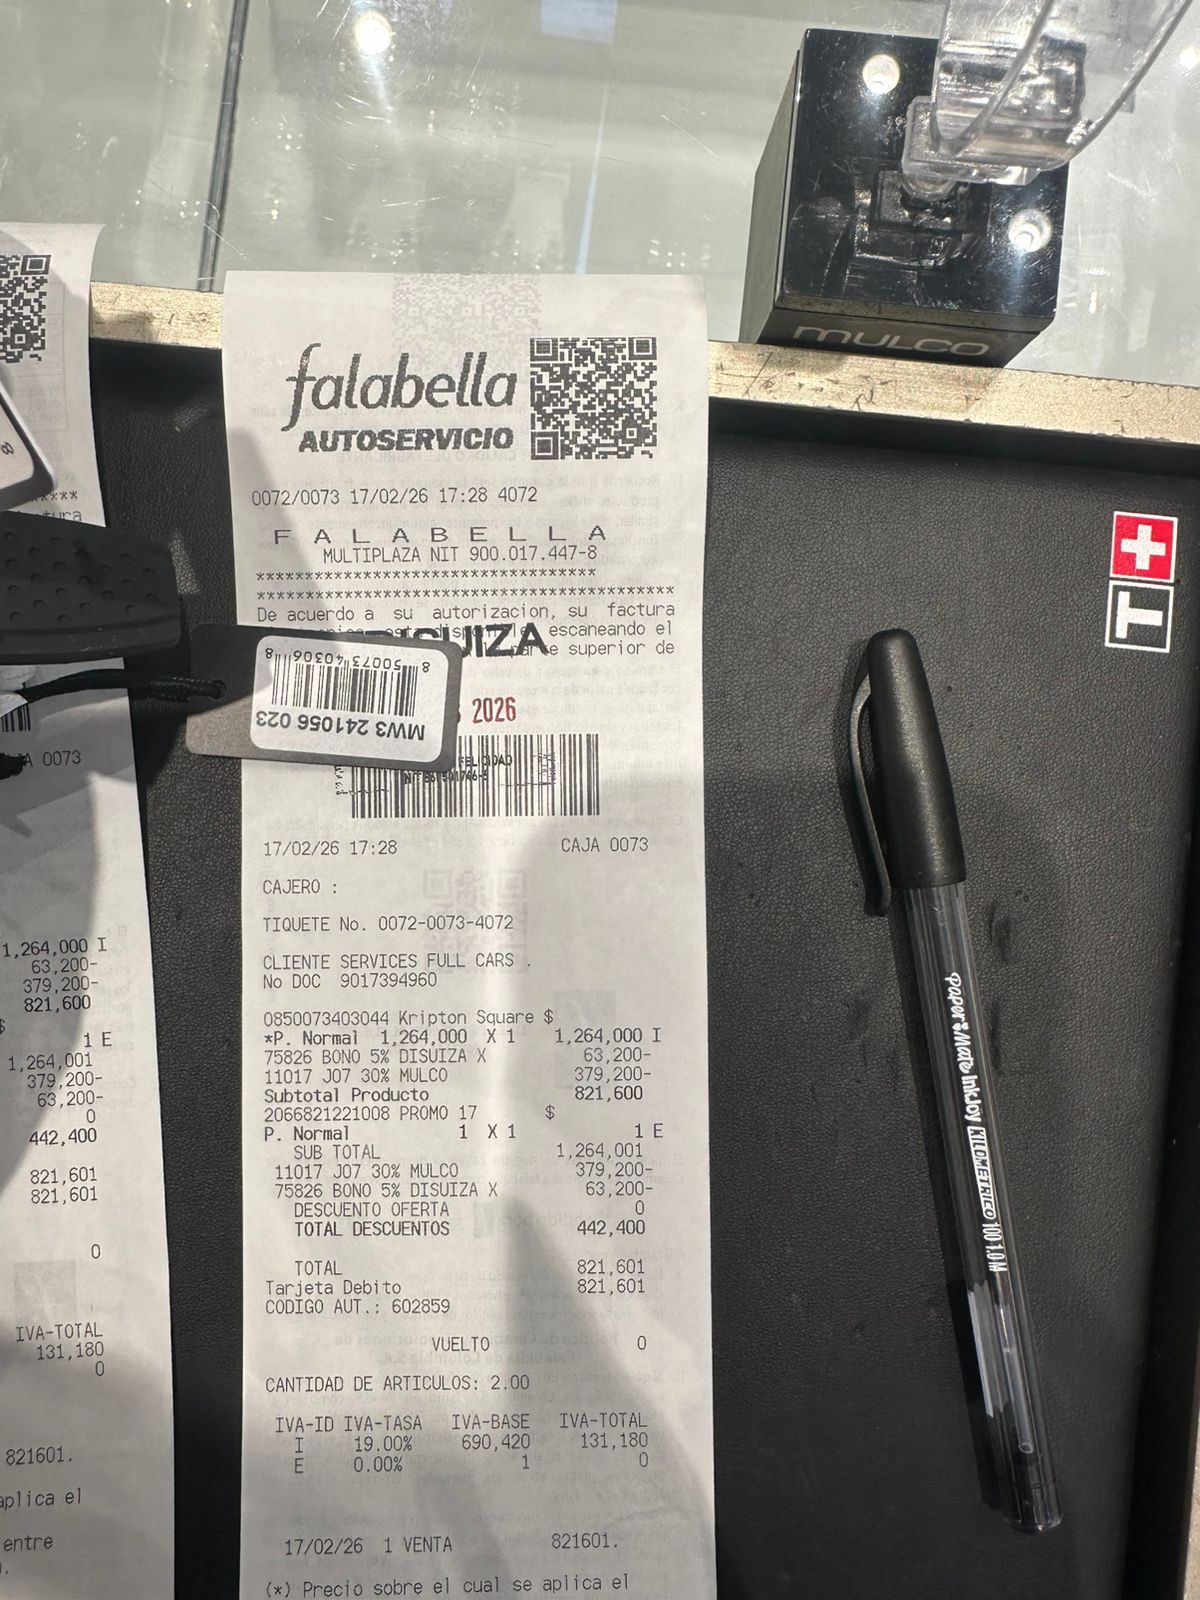 mulco
falabella
AUTOSERVICIO
0072/0073 17/02/26 17:28 4072
F A L A B E L L A
MULTIPLAZA NIT 900.017.447-8
**********************************
******************************************
De acuerdo a su autorizacion, su factura
escaneando el
superior de
2026
MW3 241056 023
8 50073 40306 8
17/02/26 17:28 CAJA 0073
CAJERO :
TIQUETE No. 0072-0073-4072
CLIENTE SERVICES FULL CARS .
No DOC 9017394960
0850073403044 Kripton Square $
*P. Normal 1,264,000 X 1 1,264,000 I
75826 BONO 5% DISUIZA X 63,200-
11017 J07 30% MULCO 379,200-
Subtotal Producto 821,600
2066821221008 PROMO 17 $
P. Normal 1 X 1 1 E
SUB TOTAL 1,264,001
11017 J07 30% MULCO 379,200-
75826 BONO 5% DISUIZA X 63,200-
DESCUENTO OFERTA 0
TOTAL DESCUENTOS 442,400
TOTAL 821,601
Tarjeta Debito 821,601
CODIGO AUT.: 602859
VUELTO 0
CANTIDAD DE ARTICULOS: 2.00
IVA-ID IVA-TASA IVA-BASE IVA-TOTAL
I 19.00% 690,420 131,180
E 0.00% 1 0
17/02/26 1 VENTA 821601.
(*) Precio sobre el cual se aplica el
0073
1,264,000 I
63,200-
379,200-
821,600
$
1 E
1,264,001
379,200-
63,200-
0
442,400
821,601
821,601
0
IVA-TOTAL
131,180
0
821601.
aplica el
entre
T
Paper Mate InkJoy KILOMETRICO 100 1.0 M